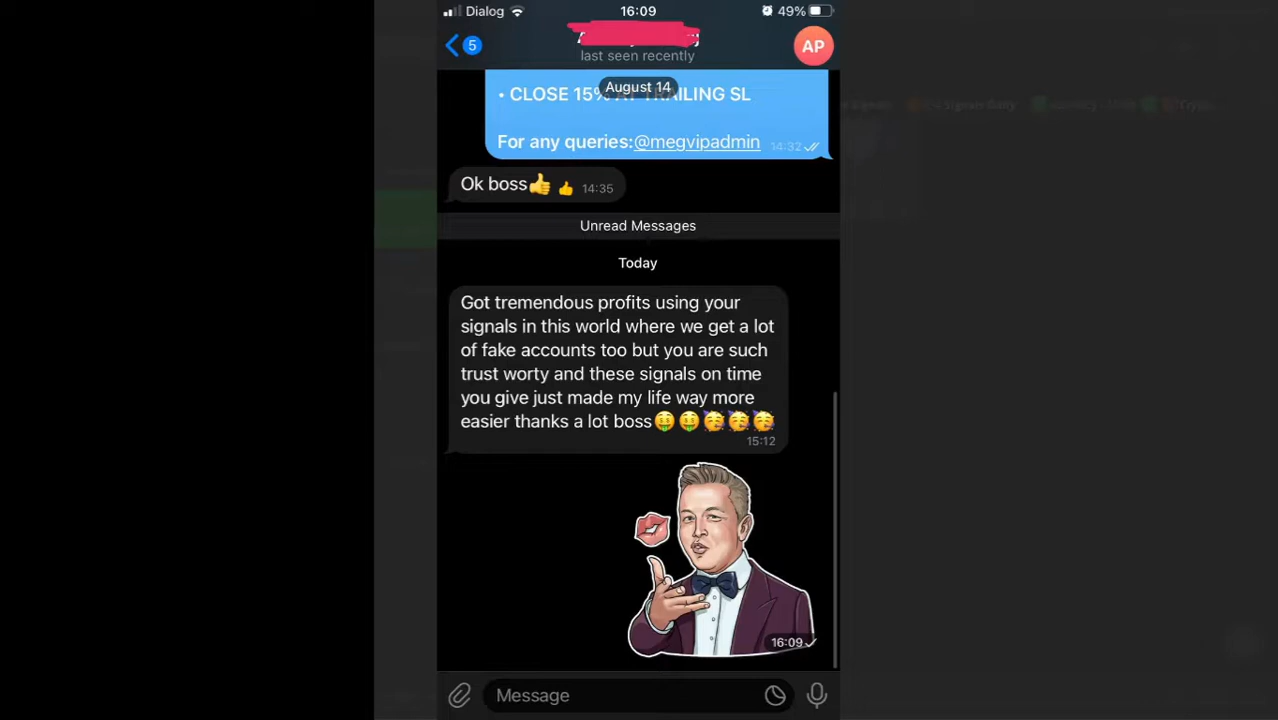 Dialog
16:09
49%
5
last seen recently
AP
August 14
• CLOSE 15% AT TRAILING SL
For any queries:@megvipadmin
14:32
Ok boss👍 👍 14:35
Unread Messages
Today
Got tremendous profits using your
signals in this world where we get a lot
of fake accounts too but you are such
trust worty and these signals on time
you give just made my life way more
easier thanks a lot boss🤑🤑🥳🥳🥳
15:12
16:09
Message